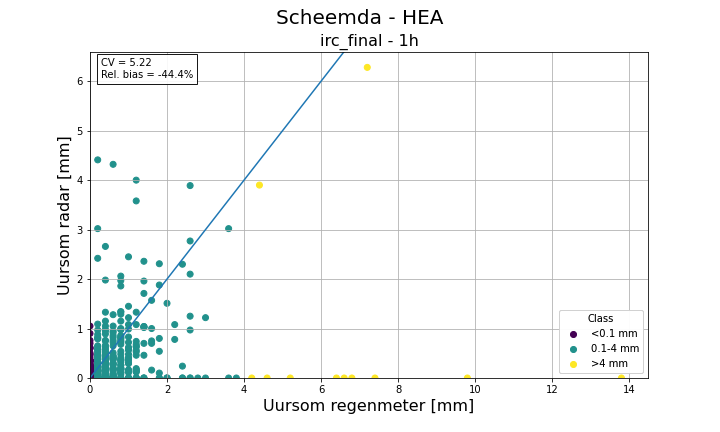 Scheemda - HEA
irc_final - 1h
CV = 5.22
Rel. bias = -44.4%
Uursom radar [mm]
6
5
4
3
2
1
0
0 2 4 6 8 10 12 14
Uursom regenmeter [mm]
Class
<0.1 mm
0.1-4 mm
>4 mm